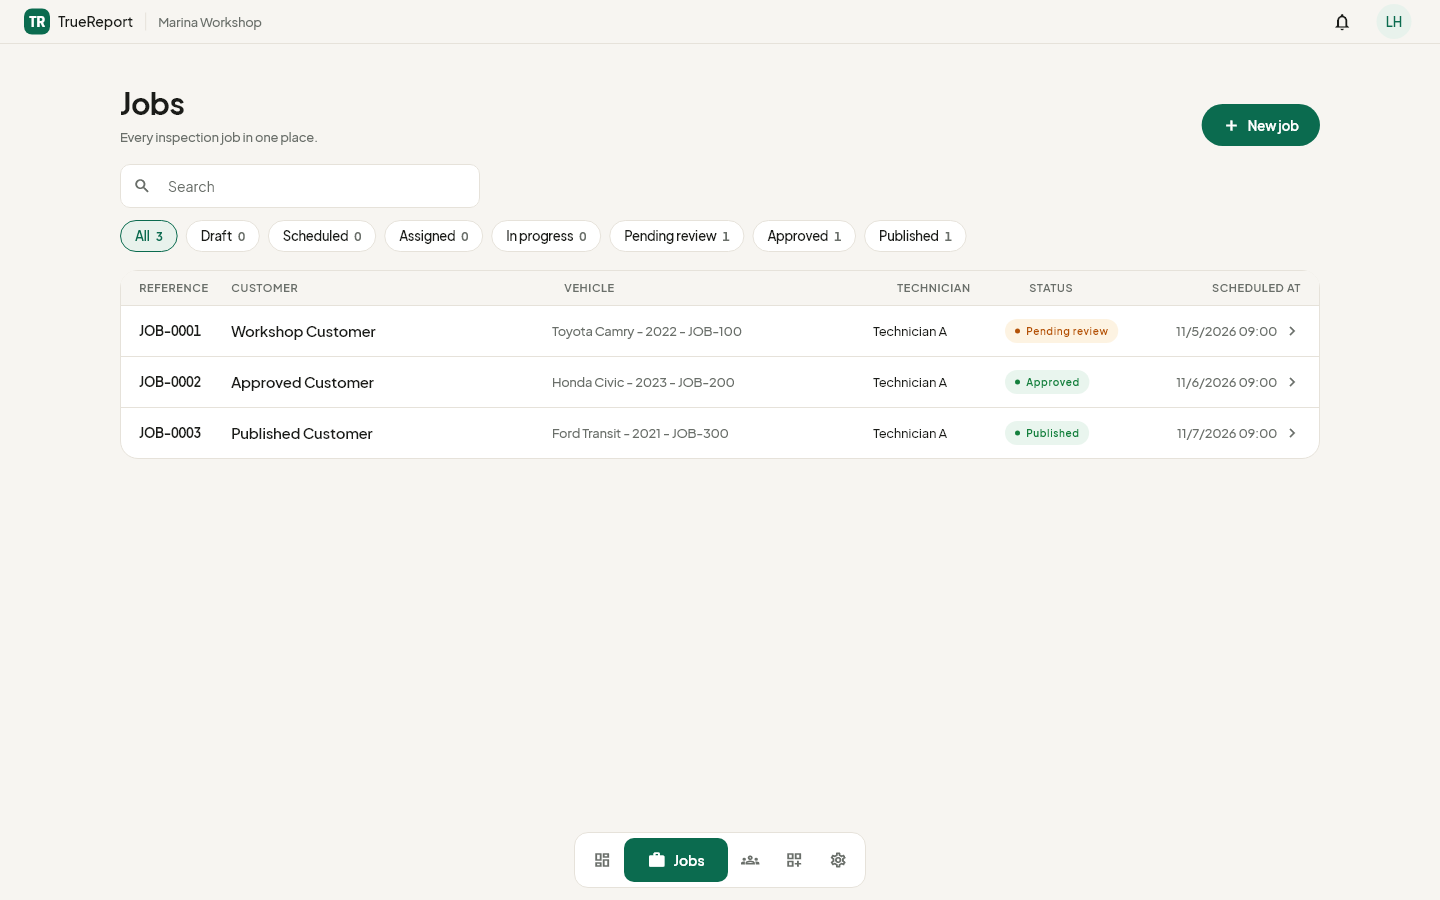 TR TrueReport Marina Workshop LH
Jobs
Every inspection job in one place.
+ New job
Search
All 3 Draft 0 Scheduled 0 Assigned 0 In progress 0 Pending review 1 Approved 1 Published 1
REFERENCE CUSTOMER VEHICLE TECHNICIAN STATUS SCHEDULED AT
JOB-0001 Workshop Customer Toyota Camry - 2022 - JOB-100 Technician A Pending review 11/5/2026 09:00
JOB-0002 Approved Customer Honda Civic - 2023 - JOB-200 Technician A Approved 11/6/2026 09:00
JOB-0003 Published Customer Ford Transit - 2021 - JOB-300 Technician A Published 11/7/2026 09:00
Jobs